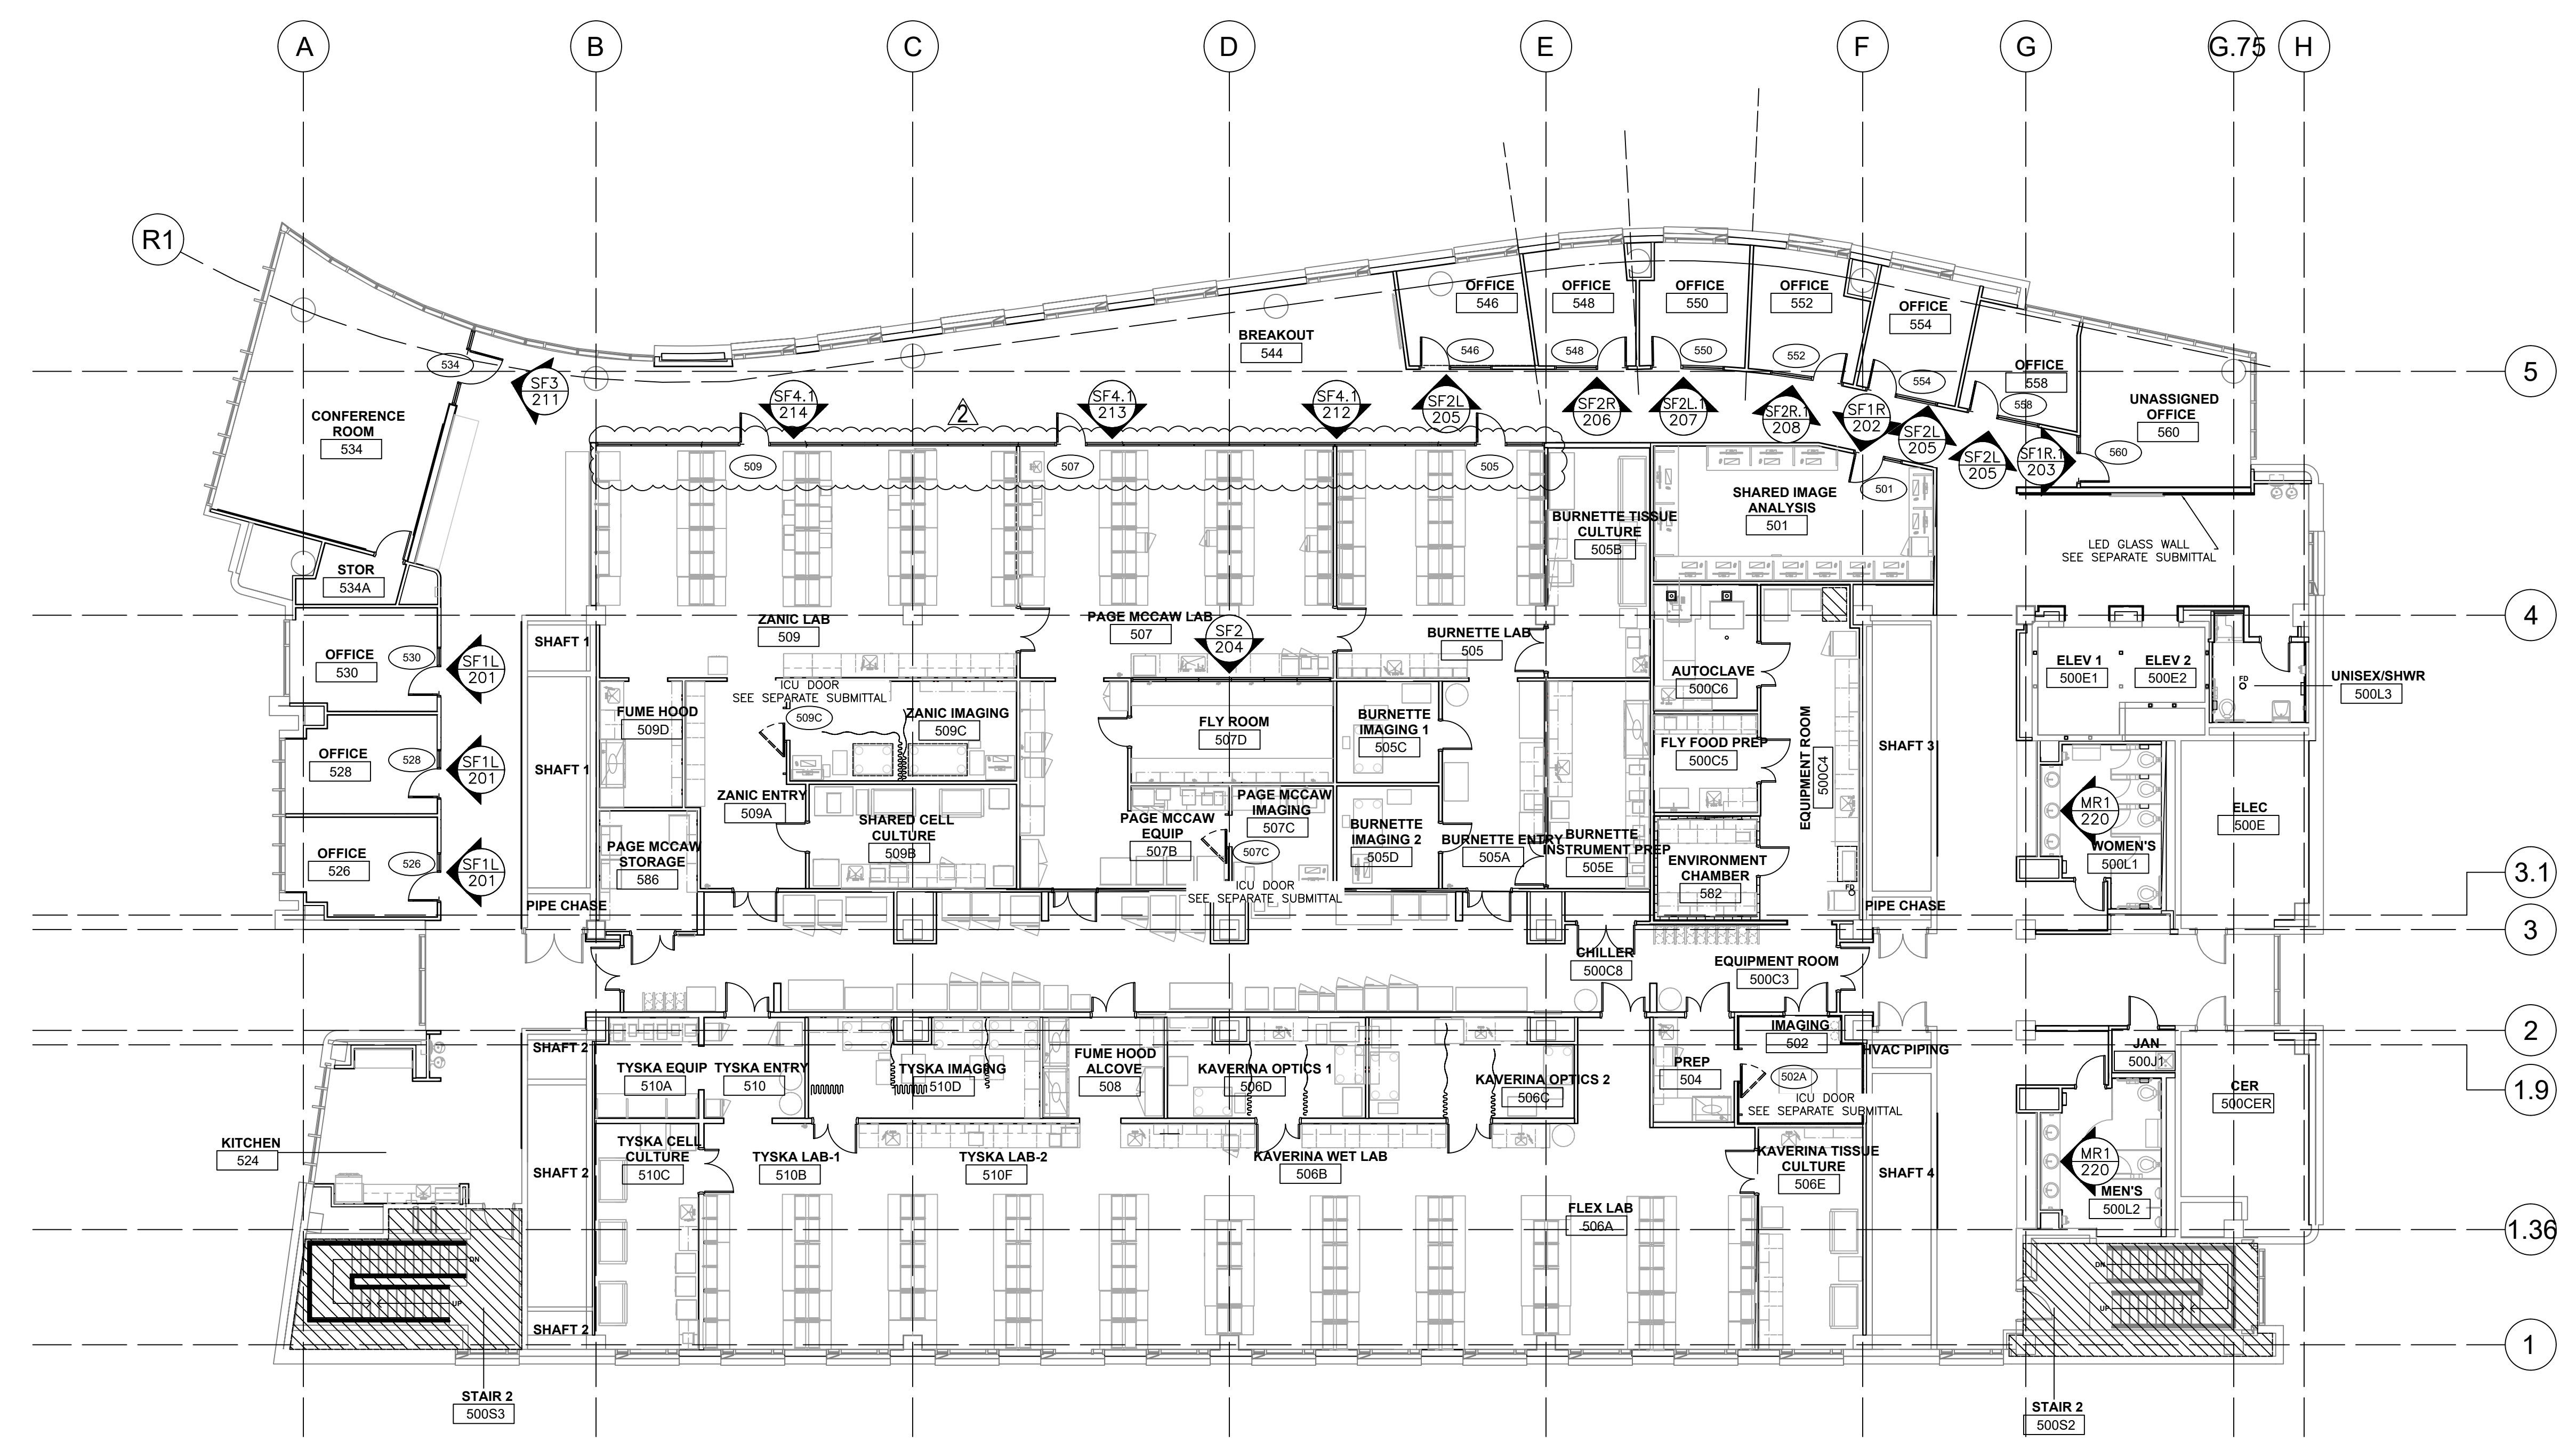 A
B
C
D
E
F
G
G.75
H
R1
OFFICE
546
OFFICE
548
OFFICE
550
OFFICE
552
OFFICE
554
BREAKOUT
544
546
548
550
552
554
OFFICE
558
558
5
534
SF3
211
SF4.1
214
2
SF4.1
213
SF4.1
212
SF2L
205
SF2R
206
SF2L.1
207
SF2R.1
208
SF1R
202
SF2L
205
SF2L
205
SF1R.1
203
UNASSIGNED
OFFICE
560
560
CONFERENCE
ROOM
534
509
507
505
501
SHARED IMAGE
ANALYSIS
501
BURNETTE TISSUE
CULTURE
505B
LED GLASS WALL
SEE SEPARATE SUBMITTAL
STOR
534A
4
ZANIC LAB
509
PAGE MCCAW LAB
507
SF2
204
BURNETTE LAB
505
SHAFT 1
OFFICE
530
530
SF1L
201
AUTOCLAVE
500C6
ELEV 1
500E1
ELEV 2
500E2
FD
UNISEX/SHWR
500L3
ICU DOOR
SEE SEPARATE SUBMITTAL
509C
FUME HOOD
509D
ZANIC IMAGING
509C
FLY ROOM
507D
BURNETTE
IMAGING 1
505C
FLY FOOD PREP
500C5
EQUIPMENT ROOM
500C4
SHAFT 3
OFFICE
528
528
SF1L
201
SHAFT 1
ZANIC ENTRY
509A
SHARED CELL
CULTURE
509B
PAGE MCCAW
EQUIP
507B
PAGE MCCAW
IMAGING
507C
507C
BURNETTE
IMAGING 2
505D
BURNETTE ENTRY
505A
BURNETTE
INSTRUMENT PREP
505E
MR1
220
WOMEN'S
500L1
ELEC
500E
OFFICE
526
526
SF1L
201
PAGE MCCAW
STORAGE
586
ENVIRONMENT
CHAMBER
582
FD
3.1
ICU DOOR
SEE SEPARATE SUBMITTAL
PIPE CHASE
PIPE CHASE
3
CHILLER
500C8
EQUIPMENT ROOM
500C3
2
IMAGING
502
SHAFT 2
HVAC PIPING
JAN
500J1
TYSKA EQUIP
510A
TYSKA ENTRY
510
TYSKA IMAGING
510D
FUME HOOD
ALCOVE
508
KAVERINA OPTICS 1
506D
KAVERINA OPTICS 2
506C
PREP
504
502A
ICU DOOR
SEE SEPARATE SUBMITTAL
CER
500CER
1.9
KITCHEN
524
SHAFT 2
TYSKA CELL
CULTURE
510C
TYSKA LAB-1
510B
TYSKA LAB-2
510F
KAVERINA WET LAB
506B
KAVERINA TISSUE
CULTURE
506E
SHAFT 4
MR1
220
MEN'S
500L2
FLEX LAB
506A
1.36
DN
UP
DN
UP
SHAFT 2
1
STAIR 2
500S3
STAIR 2
500S2